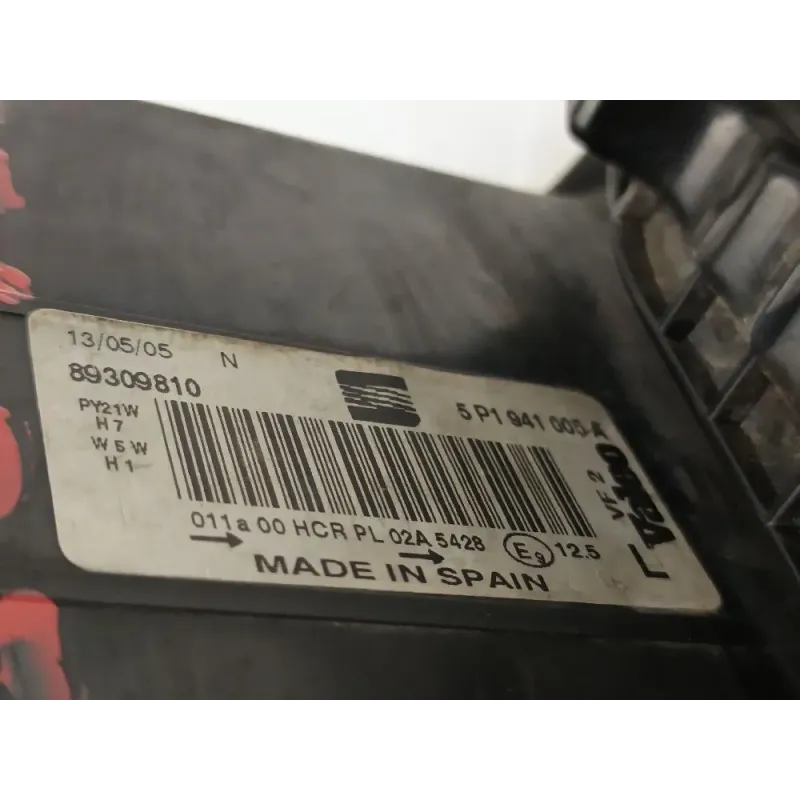 13/05/05 N
89309810
5P1 941 005-A
PY21W
H7
W5W
H1
011a 00 HCR PL 02A 5428 E9 12.5
MADE IN SPAIN
L Valeo
VF 2